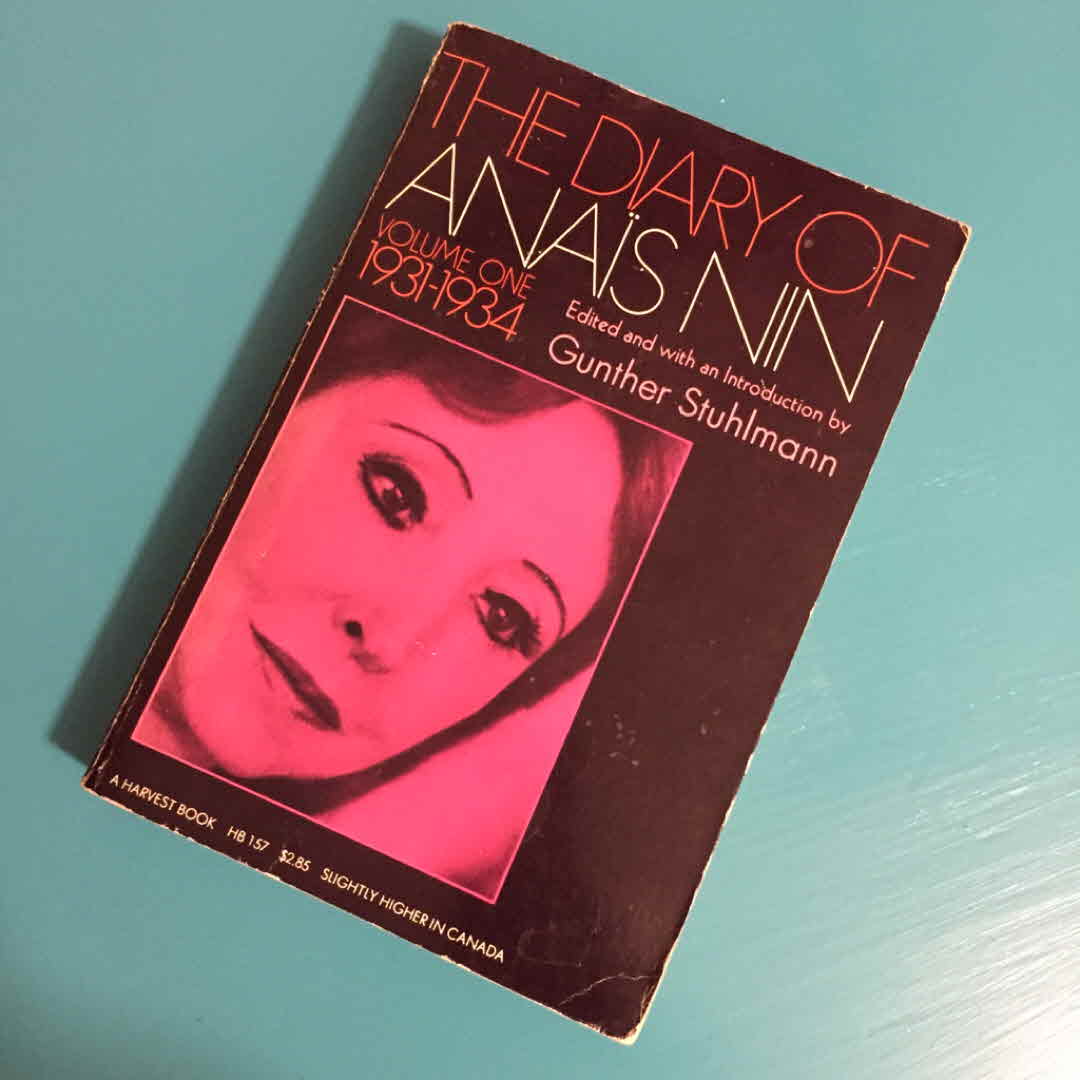 THE DIARY OF
ANAÏS NIN
VOLUME ONE
1931-1934
Edited and with an Introduction by
Gunther Stuhlmann
A HARVEST BOOK HB 157 $2.85 SLIGHTLY HIGHER IN CANADA